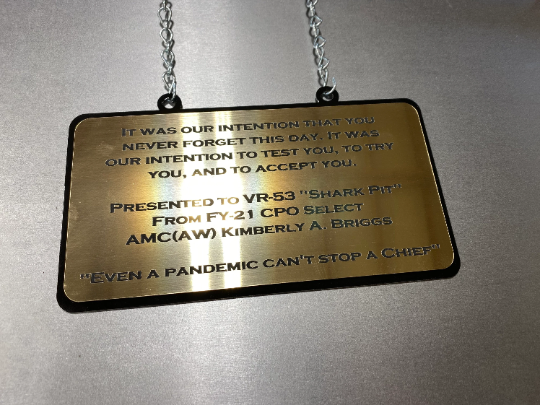 It was our intention that you
never forget this day. It was
our intention to test you, to try
you, and to accept you.
Presented to VR-53 "Shark Pit"
From FY-21 CPO Select
AMC(AW) Kimberly A. Briggs
"Even a pandemic can't stop a Chief"